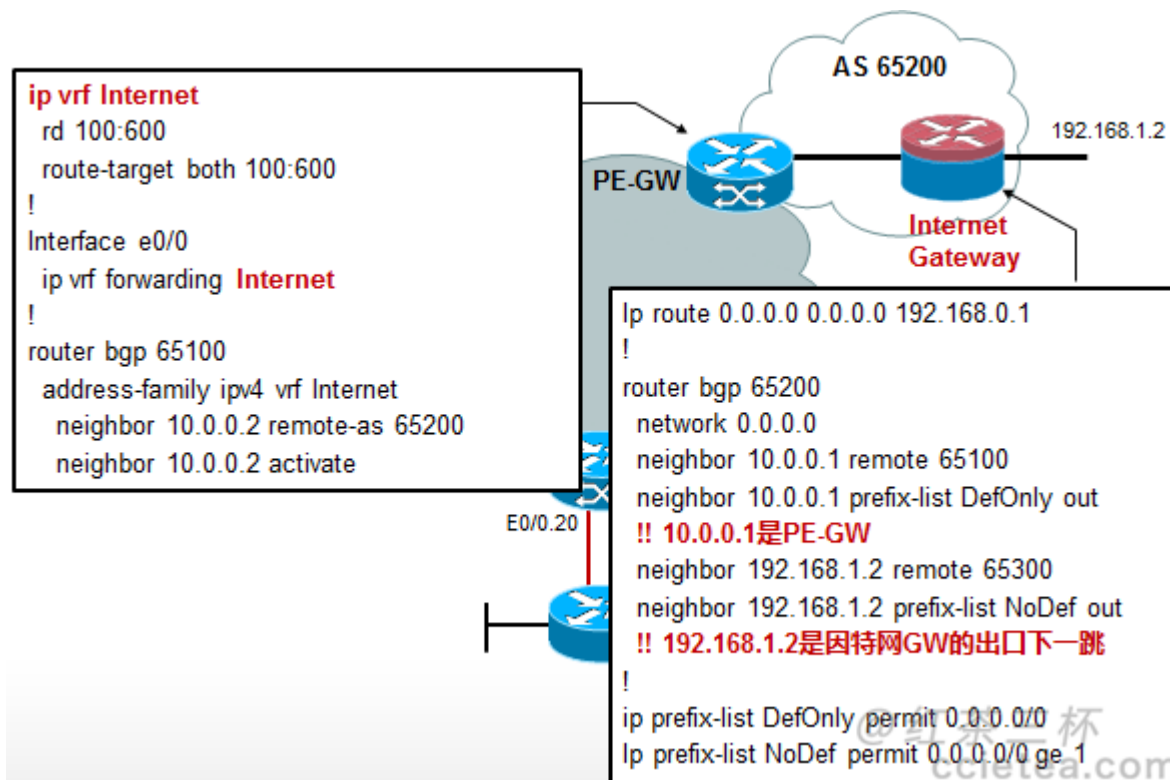 AS 65200
192.168.1.2
PE-GW
Internet
Gateway
ip vrf Internet
rd 100:600
route-target both 100:600
!
Interface e0/0
ip vrf forwarding Internet
!
router bgp 65100
address-family ipv4 vrf Internet
neighbor 10.0.0.2 remote-as 65200
neighbor 10.0.0.2 activate
E0/0.20
Ip route 0.0.0.0 0.0.0.0 192.168.0.1
!
router bgp 65200
network 0.0.0.0
neighbor 10.0.0.1 remote 65100
neighbor 10.0.0.1 prefix-list DefOnly out
!! 10.0.0.1是PE-GW
neighbor 192.168.1.2 remote 65300
neighbor 192.168.1.2 prefix-list NoDef out
!! 192.168.1.2是因特网GW的出口下一跳
!
ip prefix-list DefOnly permit 0.0.0.0/0
Ip prefix-list NoDef permit 0.0.0.0/0 ge 1
@红茶三杯
ccietea.com